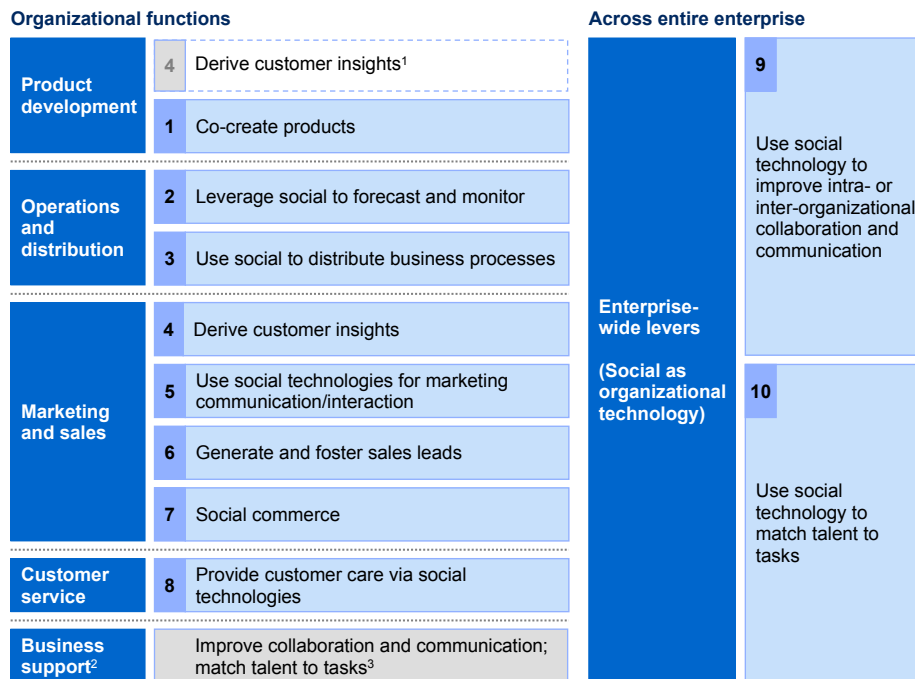 Organizational functions
Product
development
4
Derive customer insights¹
1
Co-create products
Operations
and
distribution
2
Leverage social to forecast and monitor
3
Use social to distribute business processes
Marketing
and sales
4
Derive customer insights
5
Use social technologies for marketing
communication/interaction
6
Generate and foster sales leads
7
Social commerce
Customer
service
8
Provide customer care via social
technologies
Business
support²
Improve collaboration and communication;
match talent to tasks³
Across entire enterprise
Enterprise-
wide levers
(Social as
organizational
technology)
9
Use social
technology to
improve intra- or
inter-organizational
collaboration and
communication
10
Use social
technology to
match talent to
tasks